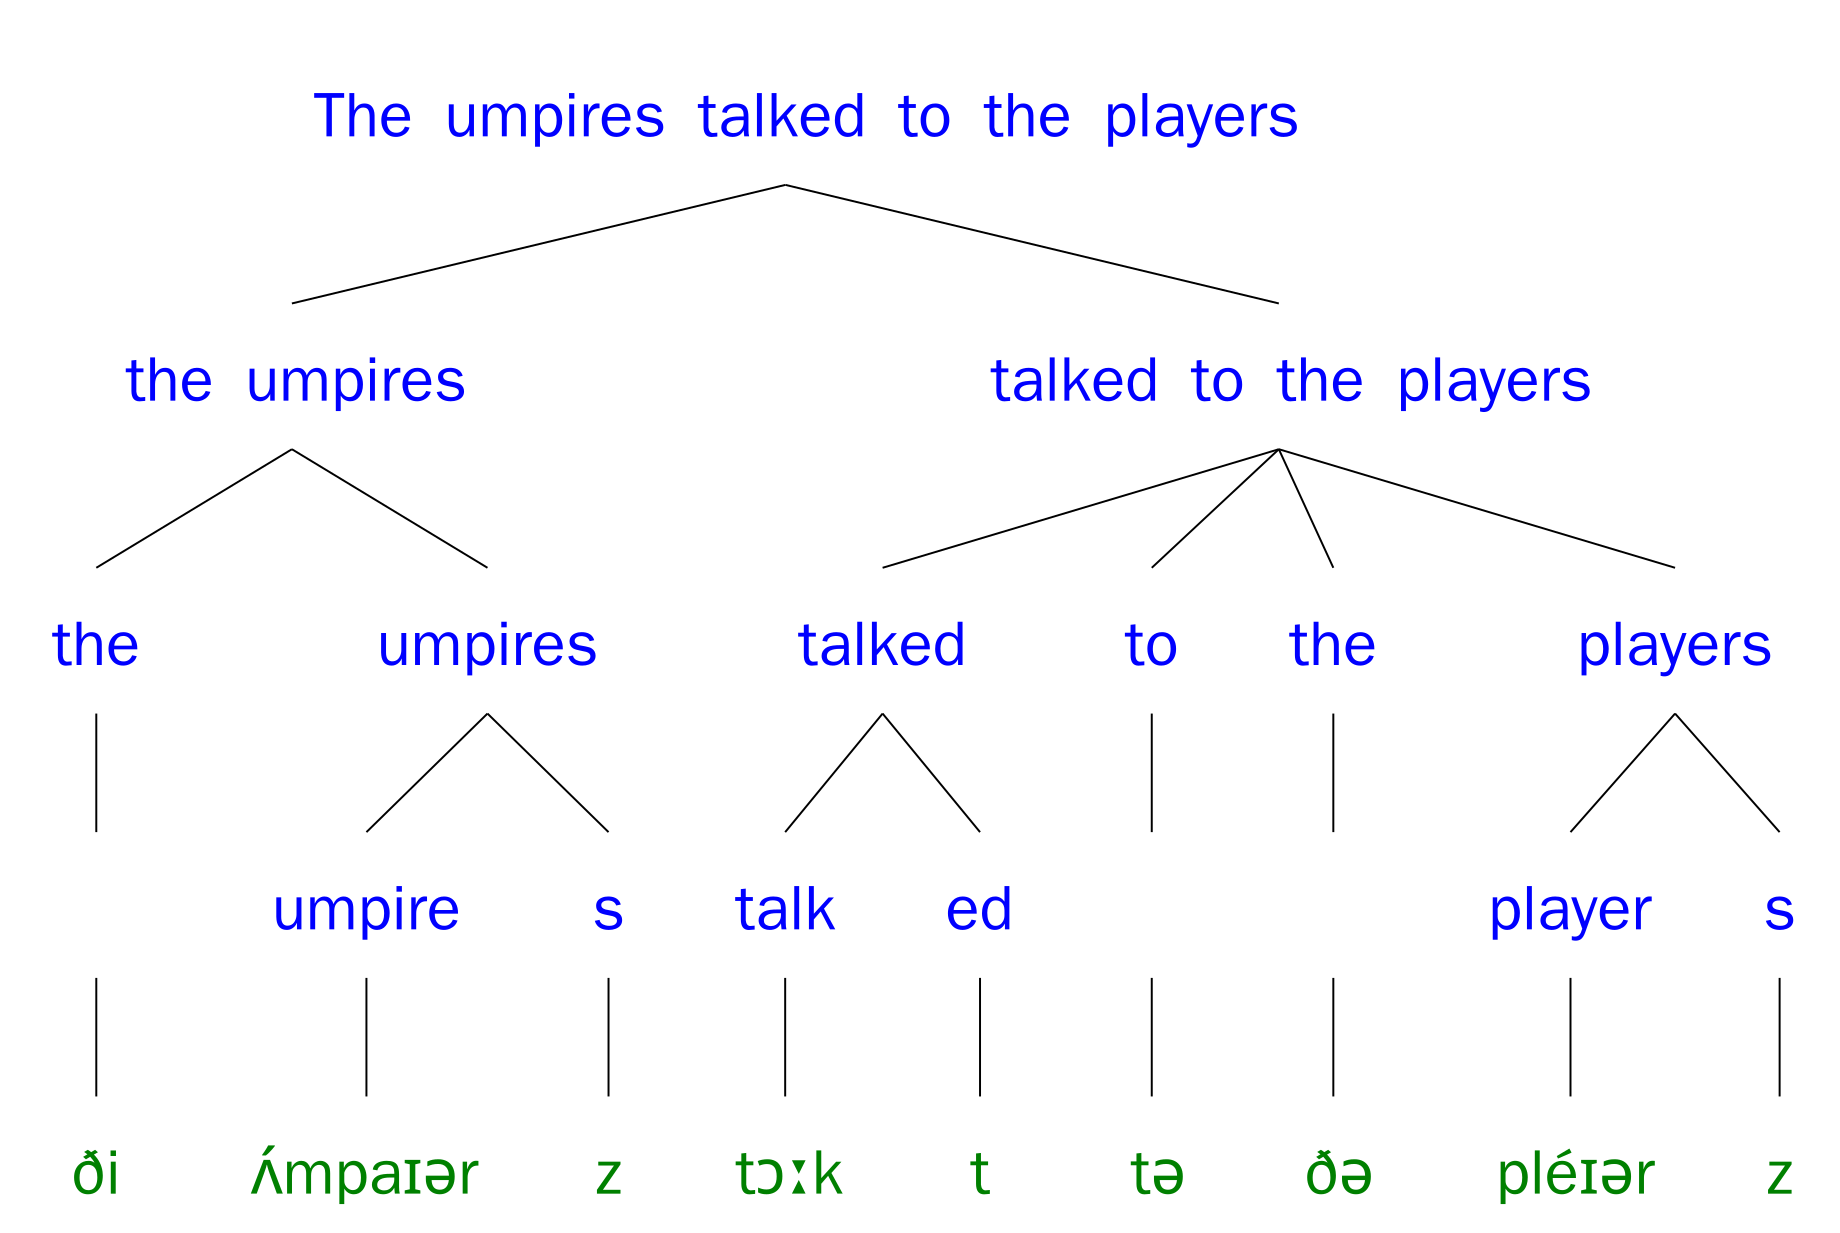 The umpires talked to the players
the umpires talked to the players
the umpires talked to the players
umpire s talk ed player s
ði ʌ́mpaɪər z tɔːk t tə ðə pléɪər z